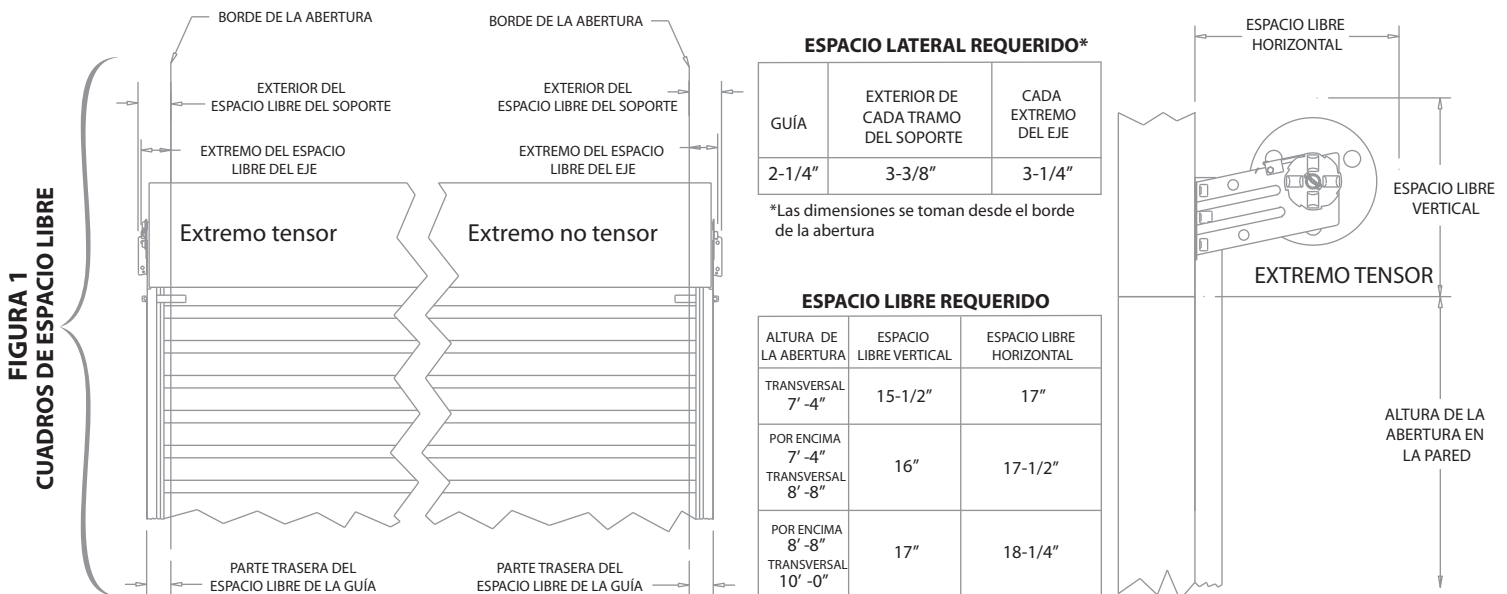 FIGURA 1
CUADROS DE ESPACIO LIBRE
BORDE DE LA ABERTURA
BORDE DE LA ABERTURA
EXTERIOR DEL
ESPACIO LIBRE DEL SOPORTE
EXTERIOR DEL
ESPACIO LIBRE DEL SOPORTE
EXTREMO DEL ESPACIO
LIBRE DEL EJE
EXTREMO DEL ESPACIO
LIBRE DEL EJE
Extremo tensor
Extremo no tensor
PARTE TRASERA DEL
ESPACIO LIBRE DE LA GUÍA
PARTE TRASERA DEL
ESPACIO LIBRE DE LA GUÍA
ESPACIO LATERAL REQUERIDO*
GUÍA
EXTERIOR DE
CADA TRAMO
DEL SOPORTE
CADA
EXTREMO
DEL EJE
2-1/4”
3-3/8”
3-1/4”
*Las dimensiones se toman desde el borde
de la abertura
ESPACIO LIBRE REQUERIDO
ALTURA DE
LA ABERTURA
ESPACIO
LIBRE VERTICAL
ESPACIO LIBRE
HORIZONTAL
TRANSVERSAL
7’ -4”
15-1/2”
17”
POR ENCIMA
7’ -4”
TRANSVERSAL
8’ -8”
16”
17-1/2”
POR ENCIMA
8’ -8”
TRANSVERSAL
10’ -0”
17”
18-1/4”
ESPACIO LIBRE
HORIZONTAL
ESPACIO LIBRE
VERTICAL
EXTREMO TENSOR
ALTURA DE LA
ABERTURA EN
LA PARED